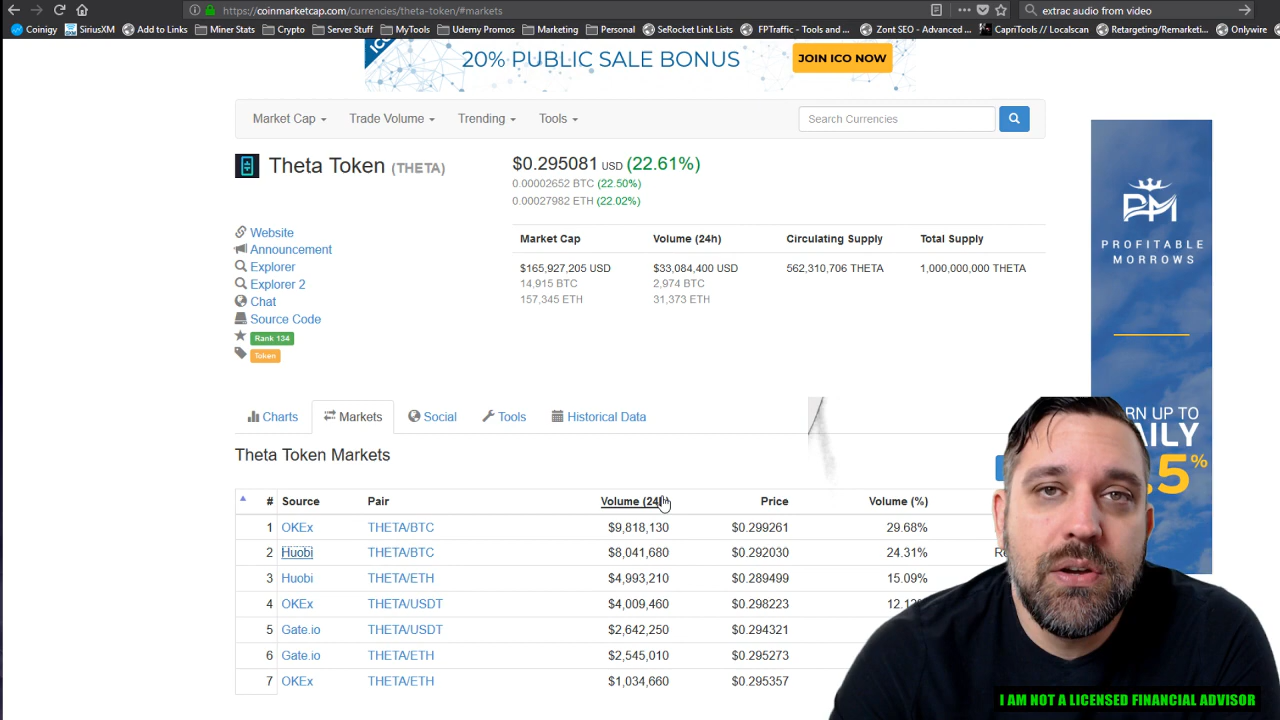 https://coinmarketcap.com/currencies/theta-token/#markets
extrac audio from video
Coinigy SiriusXM Add to Links Miner Stats Crypto Server Stuff MyTools Udemy Promos Marketing Personal SeRocket Link Lists FPTraffic - Tools and ... Zont SEO - Advanced ... CapriTools // Localscan Retargeting/Remarketi... Onlywire
ICO
20% PUBLIC SALE BONUS
JOIN ICO NOW
Market Cap Trade Volume Trending Tools
Search Currencies
Theta Token (THETA)
$0.295081 USD (22.61%)
0.00002652 BTC (22.50%)
0.00027982 ETH (22.02%)
Website
Announcement
Explorer
Explorer 2
Chat
Source Code
Rank 134
Token
Market Cap Volume (24h) Circulating Supply Total Supply
$165,927,205 USD $33,084,400 USD 562,310,706 THETA 1,000,000,000 THETA
14,915 BTC 2,974 BTC
157,345 ETH 31,373 ETH
PM
PROFITABLE
MORROWS
Charts Markets Social Tools Historical Data
Theta Token Markets
# Source Pair Volume (24 Price Volume (%)
1 OKEx THETA/BTC $9,818,130 $0.299261 29.68%
2 Huobi THETA/BTC $8,041,680 $0.292030 24.31%
3 Huobi THETA/ETH $4,993,210 $0.289499 15.09%
4 OKEx THETA/USDT $4,009,460 $0.298223
5 Gate.io THETA/USDT $2,642,250 $0.294321
6 Gate.io THETA/ETH $2,545,010 $0.295273
7 OKEx THETA/ETH $1,034,660 $0.295357
UP TO
.5%
I AM NOT A LICENSED FINANCIAL ADVISOR